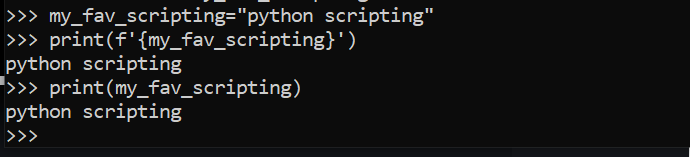 >>> my_fav_scripting="python scripting"
>>> print(f'{my_fav_scripting}')
python scripting
>>> print(my_fav_scripting)
python scripting
>>>